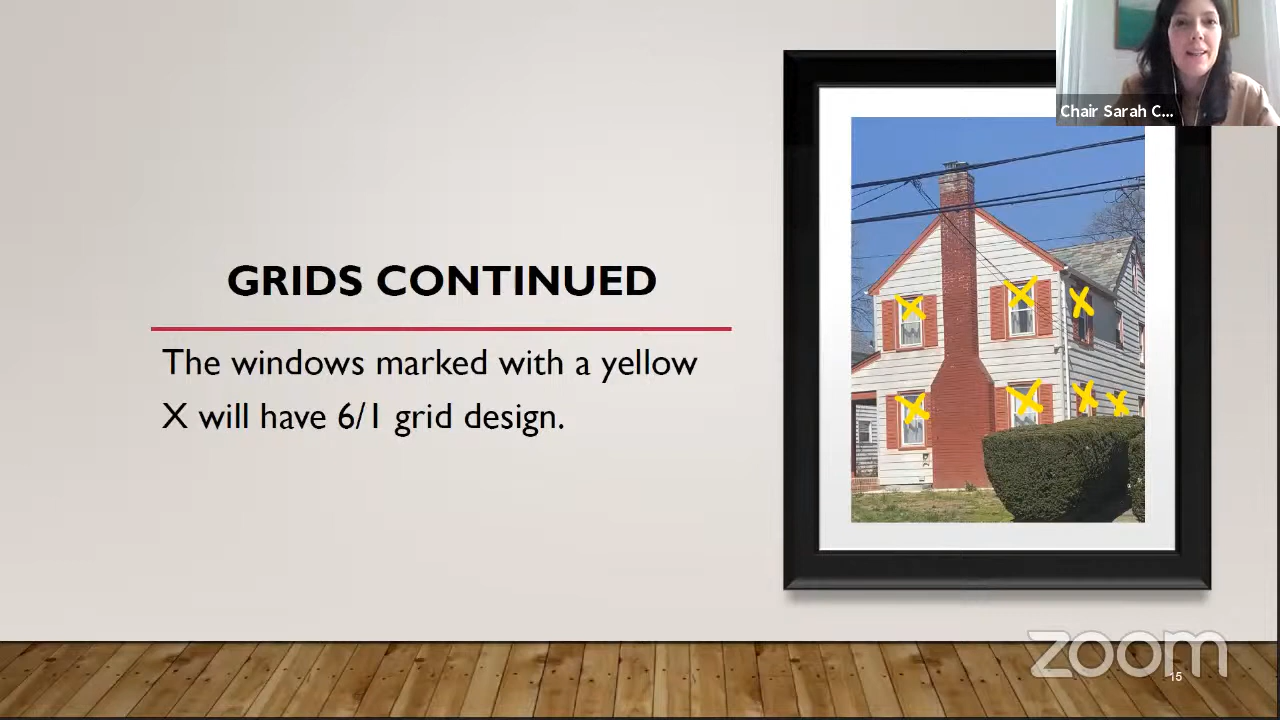 Chair Sarah C...
GRIDS CONTINUED
The windows marked with a yellow
X will have 6/1 grid design.
zoom
15